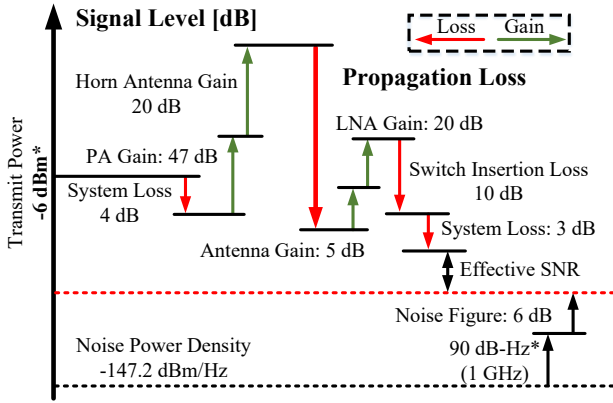 Signal Level [dB]
Loss
Gain
Horn Antenna Gain
20 dB
Propagation Loss
LNA Gain: 20 dB
PA Gain: 47 dB
Switch Insertion Loss
10 dB
System Loss
4 dB
Transmit Power
-6 dBm*
Antenna Gain: 5 dB
System Loss: 3 dB
Effective SNR
Noise Figure: 6 dB
Noise Power Density
-147.2 dBm/Hz
90 dB-Hz*
(1 GHz)